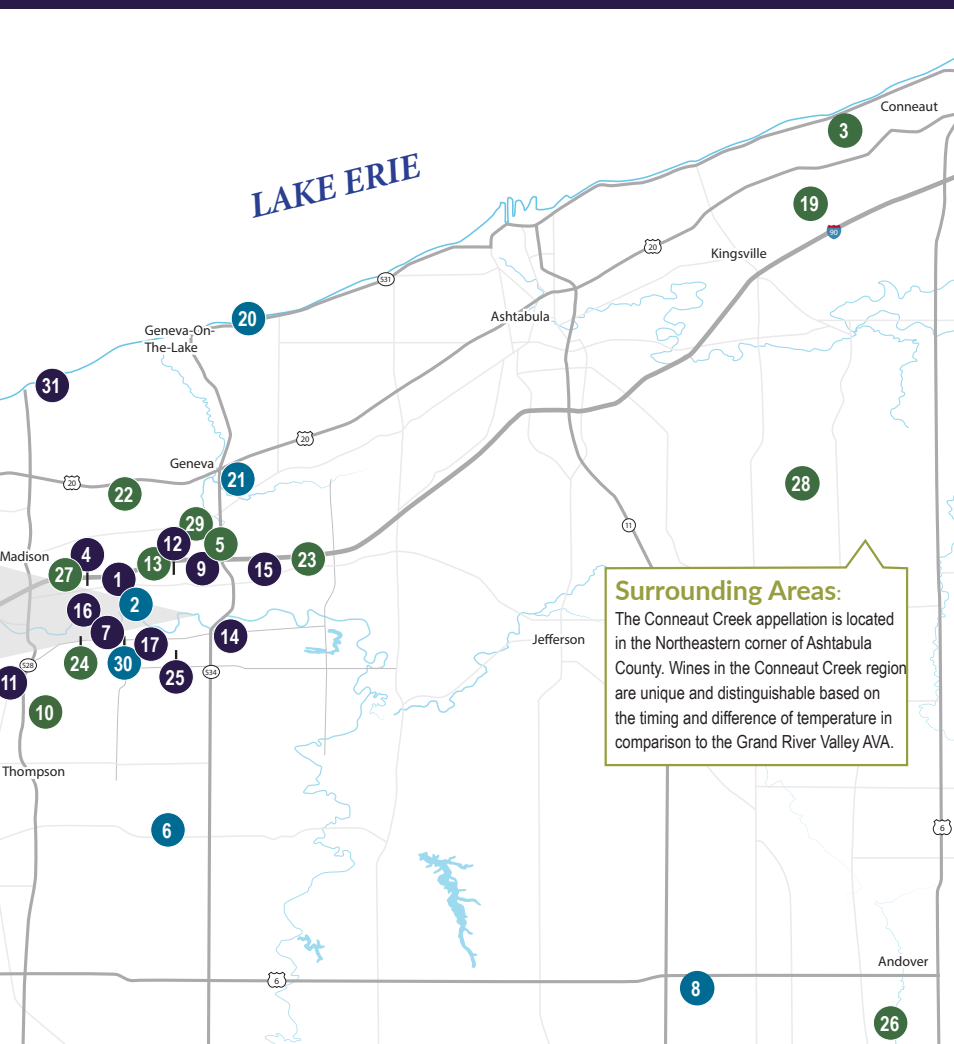 Conneaut
3
LAKE ERIE
19
90
20
Kingsville
531
20
Ashtabula
Geneva-On-
The-Lake
31
20
Geneva
21
20
22
28
29
11
12
5
Madison
4
13
9
15
23
27
1
2
16
7
17
14
Jefferson
24
30
528
25
534
11
10
Surrounding Areas:
The Conneaut Creek appellation is located
in the Northeastern corner of Ashtabula
County. Wines in the Conneaut Creek region
are unique and distinguishable based on
the timing and difference of temperature in
comparison to the Grand River Valley AVA.
Thompson
6
6
Andover
6
8
26